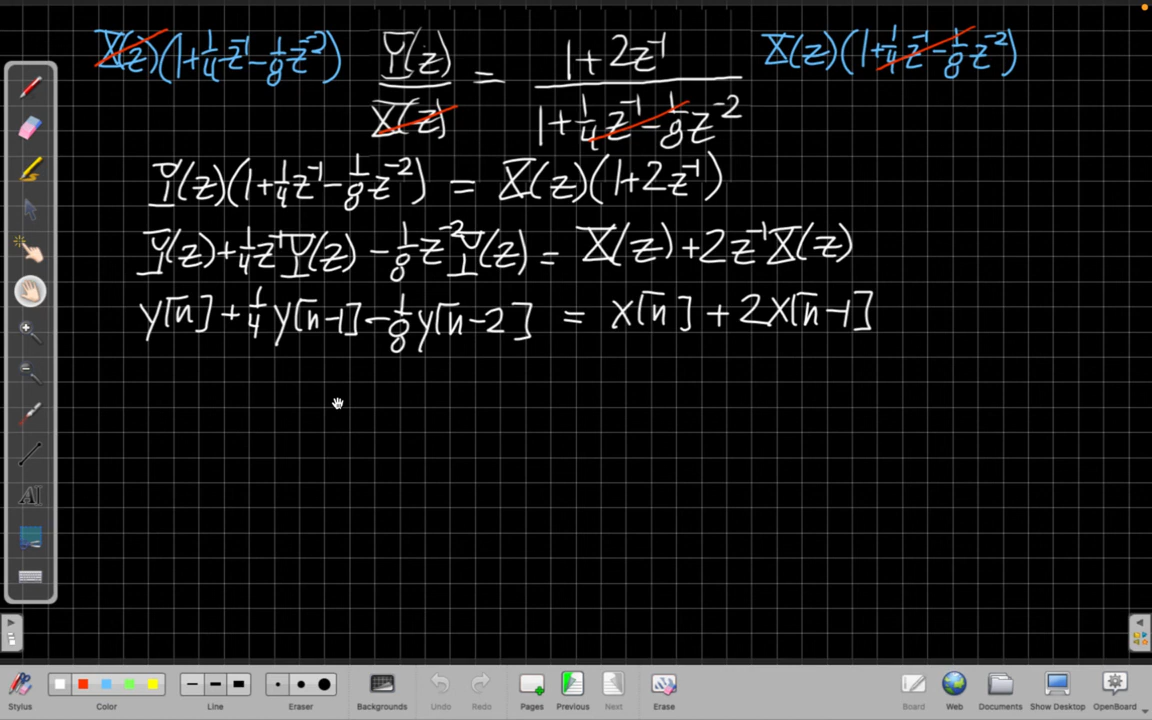 X(z)(1+1/4z⁻¹-1/8z⁻²) Y(z)/X(z) = (1+2z⁻¹)/(1+1/4z⁻¹-1/8z⁻²) X(z)(1+1/4z⁻¹-1/8z⁻²)
Y(z)(1+1/4z⁻¹-1/8z⁻²) = X(z)(1+2z⁻¹)
Y(z)+1/4z⁻¹Y(z)-1/8z⁻²Y(z) = X(z)+2z⁻¹X(z)
y[n]+1/4y[n-1]-1/8y[n-2] = x[n]+2x[n-1]
AI
Stylus Color Line Eraser Backgrounds Undo Redo Pages Previous Next Erase Board Web Documents Show Desktop OpenBoard